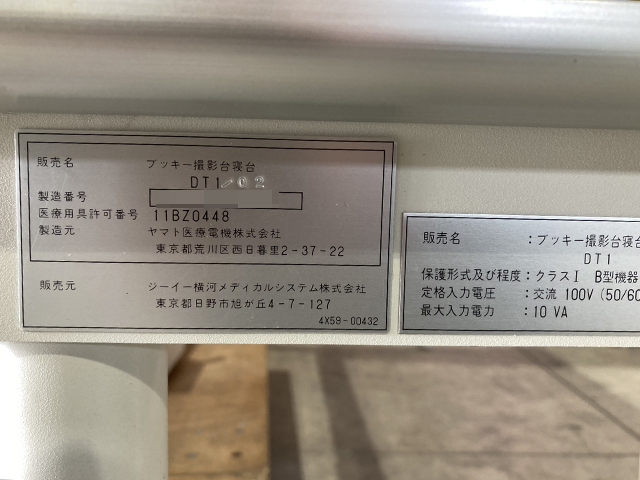 販売名 ブッキー撮影台寝台
DT1/02
製造番号
医療用具許可番号 11BZ0448
製造元 ヤマト医療電機株式会社
東京都荒川区西日暮里2-37-22
販売元 ジーイー横河メディカルシステム株式会社
東京都日野市旭が丘4-7-127
4X59-00432
販売名 :ブッキー撮影台寝台
DT1
保護形式及び程度:クラスⅠ B型機器
定格入力電圧 :交流 100V (50/60
最大入力電力 :10 VA